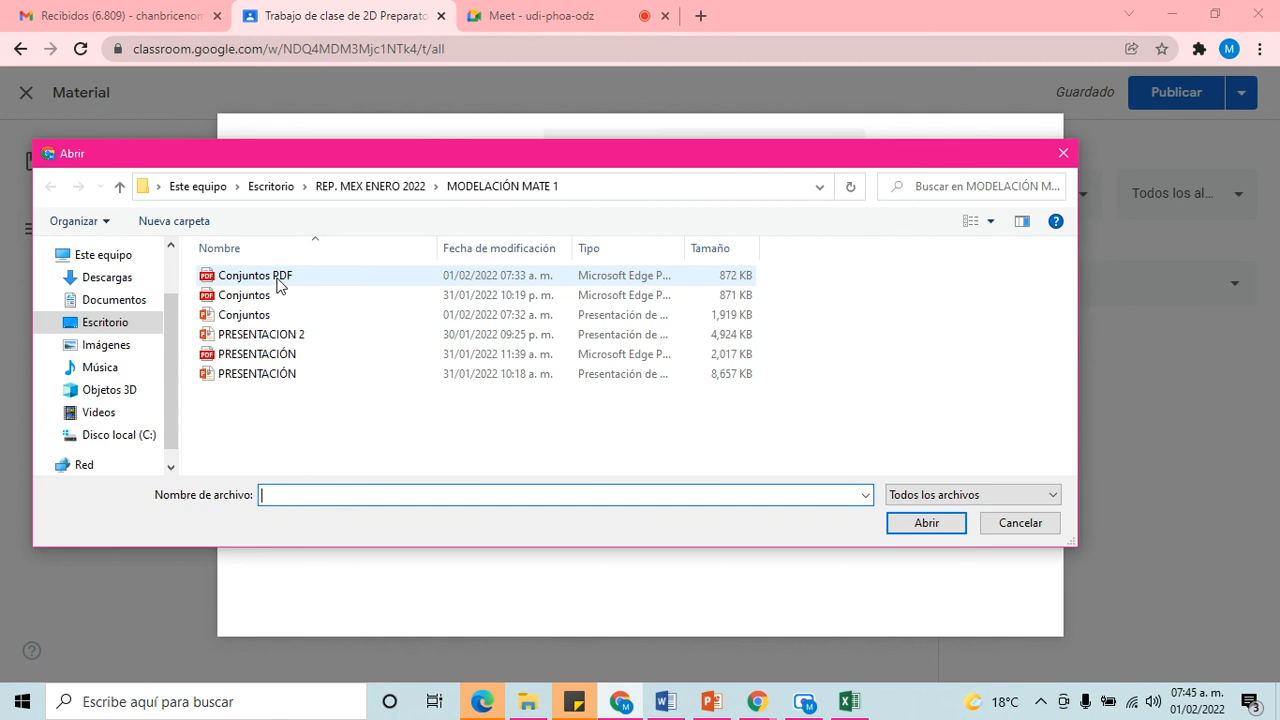 Recibidos (6.809) - chanbricenom
Trabajo de clase de 2D Preparato
Meet - udi-phoa-odz
classroom.google.com/w/NDQ4MDM3Mjc1NTk4/t/all
M
Material
Guardado
Publicar
Todos los al...
Abrir
Este equipo
Escritorio
REP. MEX ENERO 2022
MODELACIÓN MATE 1
Buscar en MODELACIÓN M...
Organizar
Nueva carpeta
Nombre
Fecha de modificación
Tipo
Tamaño
Este equipo
Descargas
Documentos
Escritorio
Imágenes
Música
Objetos 3D
Videos
Disco local (C:)
Red
Conjuntos PDF 01/02/2022 07:33 a. m. Microsoft Edge P... 872 KB
Conjuntos 31/01/2022 10:19 p. m. Microsoft Edge P... 871 KB
Conjuntos 01/02/2022 07:32 a. m. Presentación de ... 1,919 KB
PRESENTACION 2 30/01/2022 09:25 p. m. Presentación de ... 4,924 KB
PRESENTACIÓN 31/01/2022 11:39 a. m. Microsoft Edge P... 2,017 KB
PRESENTACIÓN 31/01/2022 10:18 a. m. Presentación de ... 8,657 KB
Nombre de archivo:
Todos los archivos
Abrir
Cancelar
Escribe aquí para buscar
18°C
07:45 a. m.
01/02/2022
3